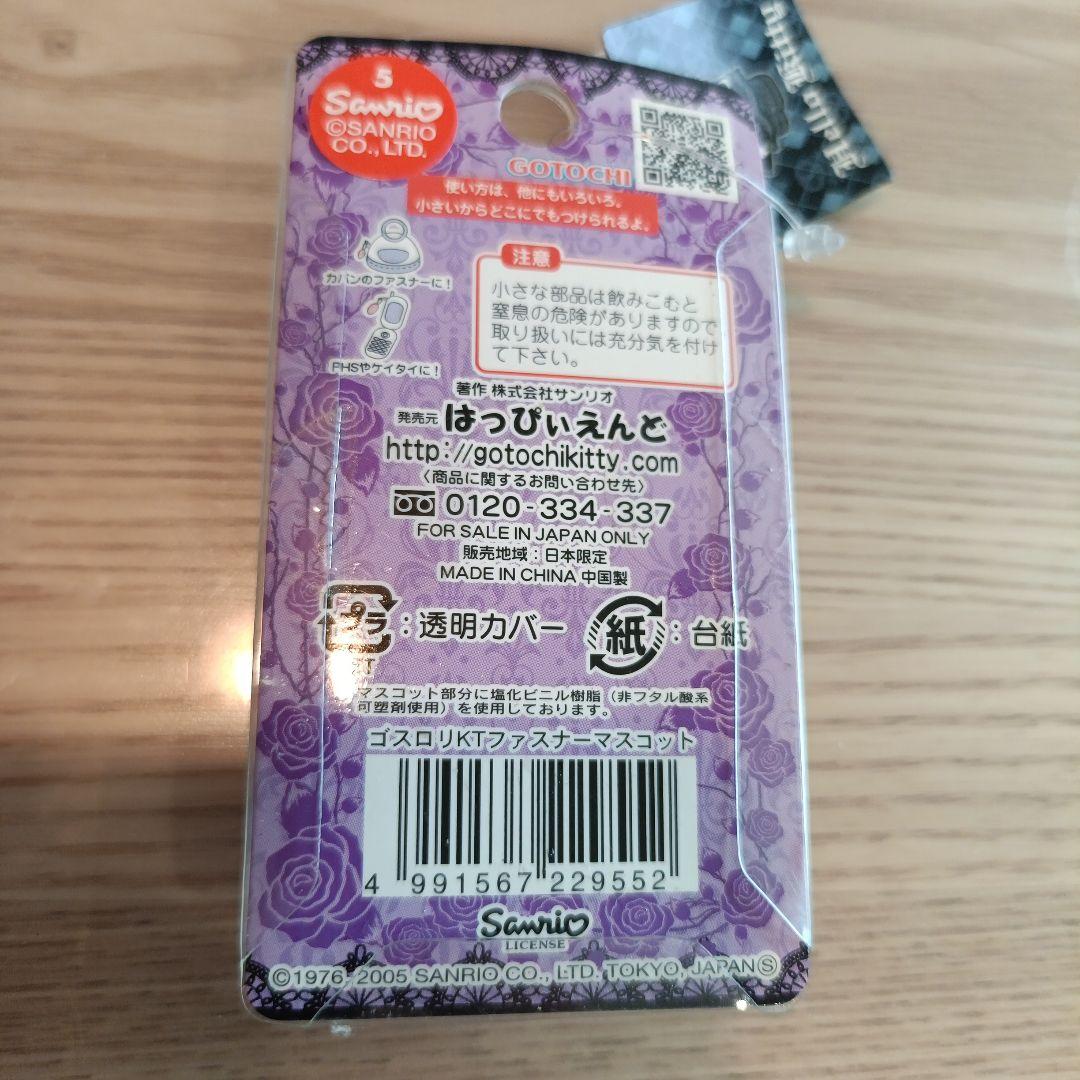 5
Sanrio
©SANRIO
CO., LTD.
GOTOCHI
使い方は、他にもいろいろ。
小さいからどこにでもつけられるよ。
カバンのファスナーに!
PHSやケイタイに!
注意
小さな部品は飲みこむと
窒息の危険がありますので
取り扱いには充分気を付け
て下さい。
著作 株式会社サンリオ
発売元 はっぴぃえんど
http://gotochikitty.com
〈商品に関するお問い合わせ先〉
0120-334-337
FOR SALE IN JAPAN ONLY
販売地域:日本限定
MADE IN CHINA 中国製
プラ:透明カバー
紙:台紙
マスコット部分に塩化ビニル樹脂(非フタル酸系
可塑剤使用)を使用しております。
ゴスロリKTファスナーマスコット
4 991567 229552
Sanrio
LICENSE
©1976, 2005 SANRIO CO., LTD. TOKYO, JAPAN Ⓢ